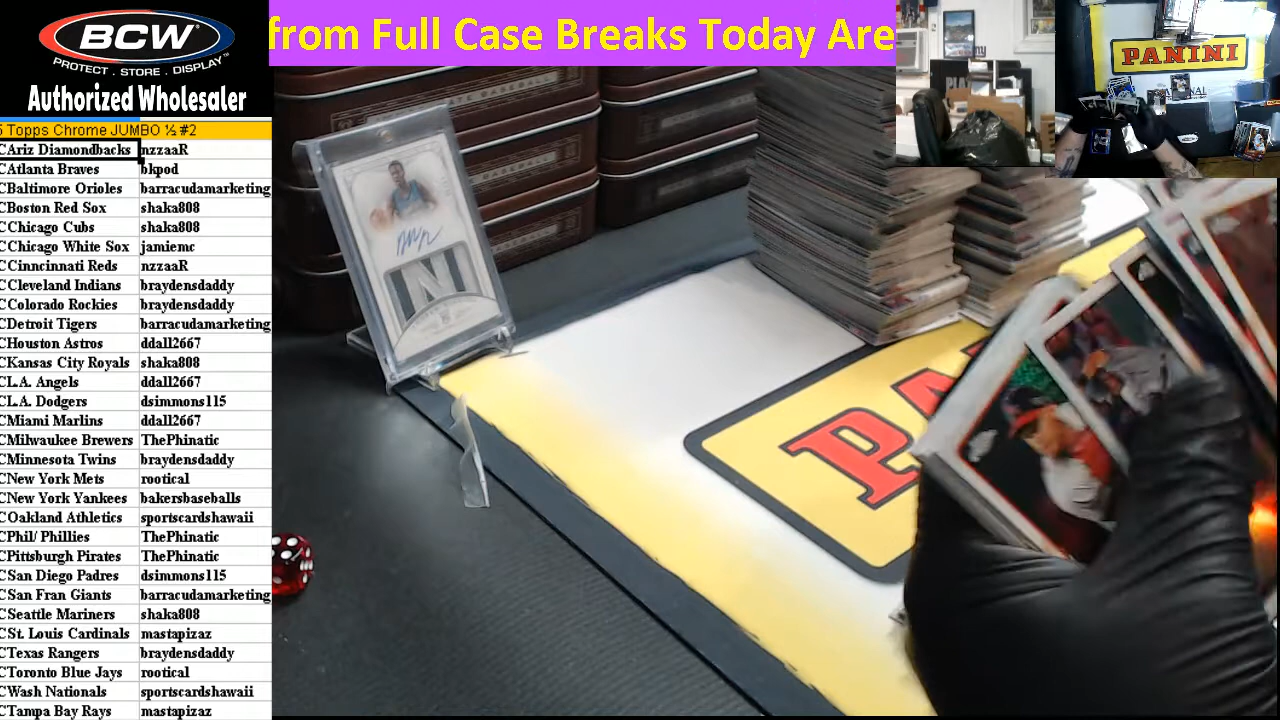 BCW
PROTECT . STORE . DISPLAY
Authorized Wholesaler
from Full Case Breaks Today Are
5 Topps Chrome JUMBO ½ #2
CAriz Diamondbacks nzzaaR
CAtlanta Braves bkpod
CBaltimore Orioles barracudamarketing
CBoston Red Sox shaka808
CChicago Cubs shaka808
CChicago White Sox jamiemc
CCinncinnati Reds nzzaaR
CCleveland Indians braydensdaddy
CColorado Rockies braydensdaddy
CDetroit Tigers barracudamarketing
CHouston Astros ddall2667
CKansas City Royals shaka808
CL.A. Angels ddall2667
CL.A. Dodgers dsimmons115
CMiami Marlins ddall2667
CMilwaukee Brewers ThePhinatic
CMinnesota Twins braydensdaddy
CNew York Mets rootical
CNew York Yankees bakersbaseballs
COakland Athletics sportscardshawaii
CPhil/ Phillies ThePhinatic
CPittsburgh Pirates ThePhinatic
CSan Diego Padres dsimmons115
CSan Fran Giants barracudamarketing
CSeattle Mariners shaka808
CSt. Louis Cardinals mastapizaz
CTexas Rangers braydensdaddy
CToronto Blue Jays rootical
CWash Nationals sportscardshawaii
CTampa Bay Rays mastapizaz
PANINI
N
PA